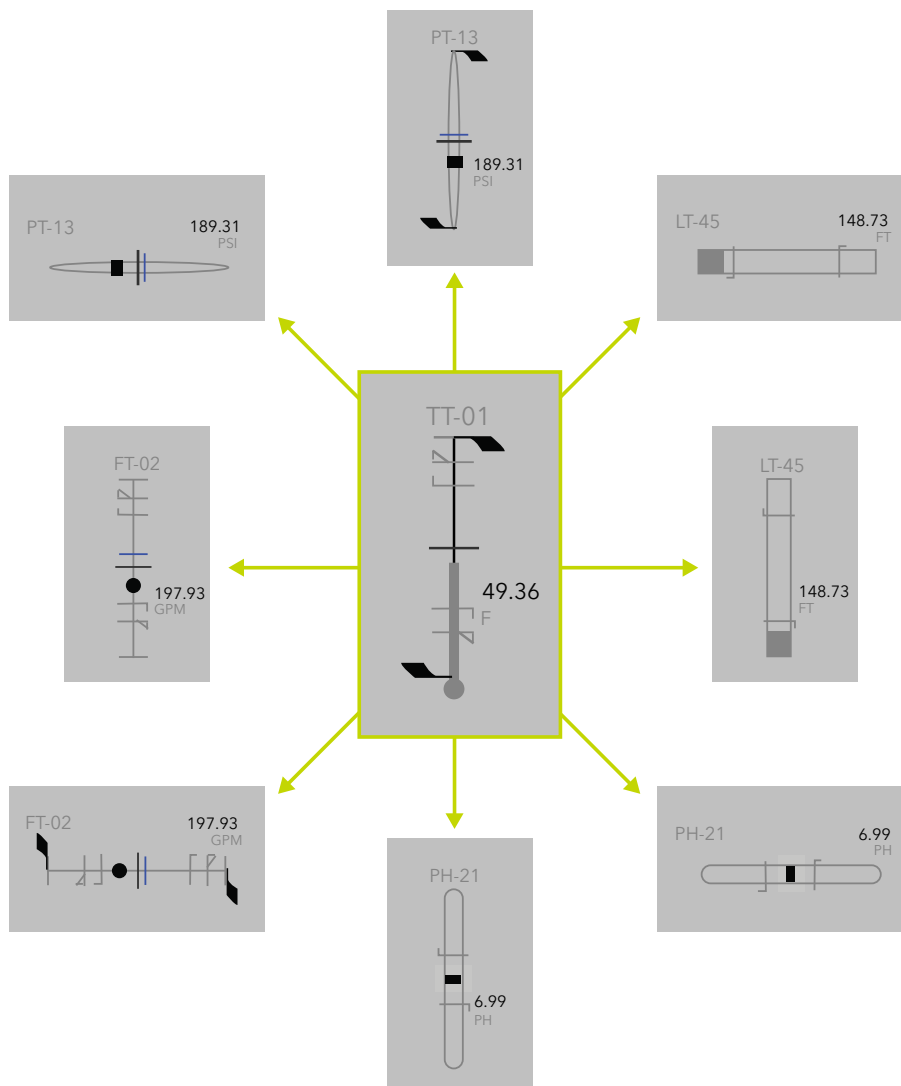 PT-13
189.31
PSI
PT-13
189.31
PSI
LT-45
148.73
FT
TT-01
49.36
F
FT-02
197.93
GPM
LT-45
148.73
FT
FT-02
197.93
GPM
PH-21
6.99
PH
PH-21
6.99
PH